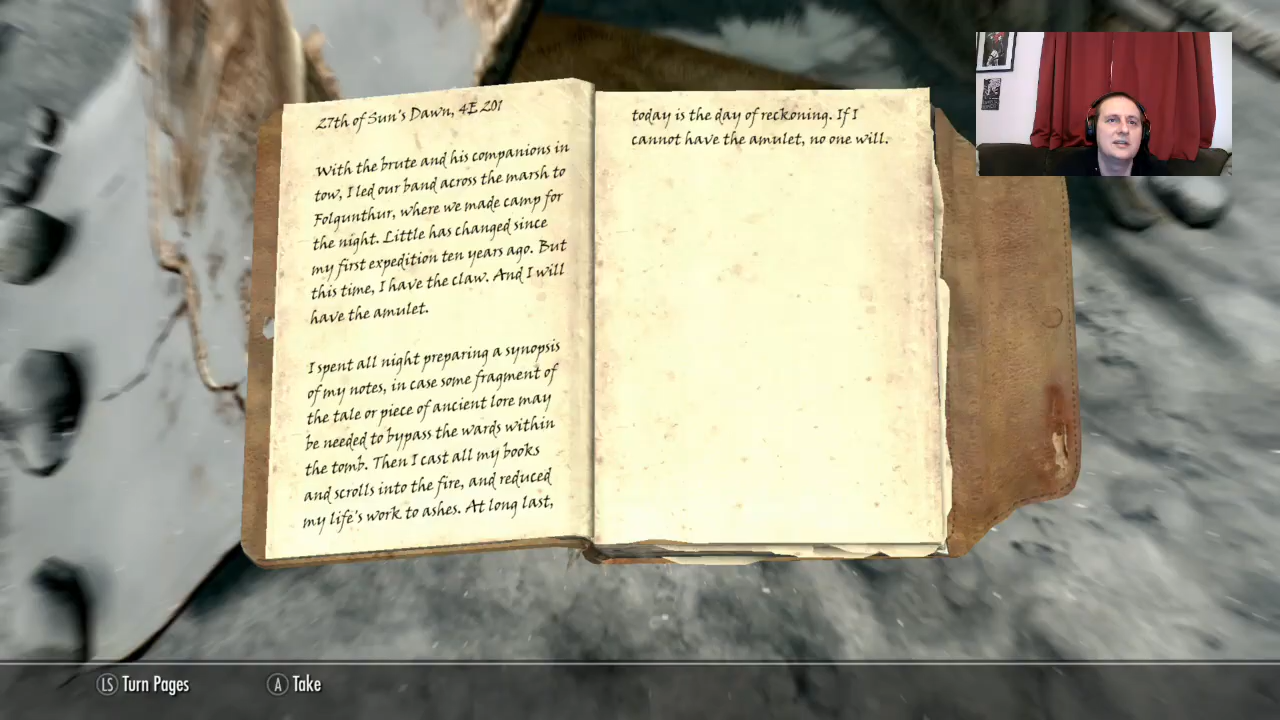 27th of Sun's Dawn, 4E 201
With the brute and his companions in
tow, I led our band across the marsh to
Folgunthur, where we made camp for
the night. Little has changed since
my first expedition ten years ago. But
this time, I have the claw. And I will
have the amulet.
I spent all night preparing a synopsis
of my notes, in case some fragment of
the tale or piece of ancient lore may
be needed to bypass the wards within
the tomb. Then I cast all my books
and scrolls into the fire, and reduced
my life's work to ashes. At long last,
today is the day of reckoning. If I
cannot have the amulet, no one will.
LS Turn Pages
A Take